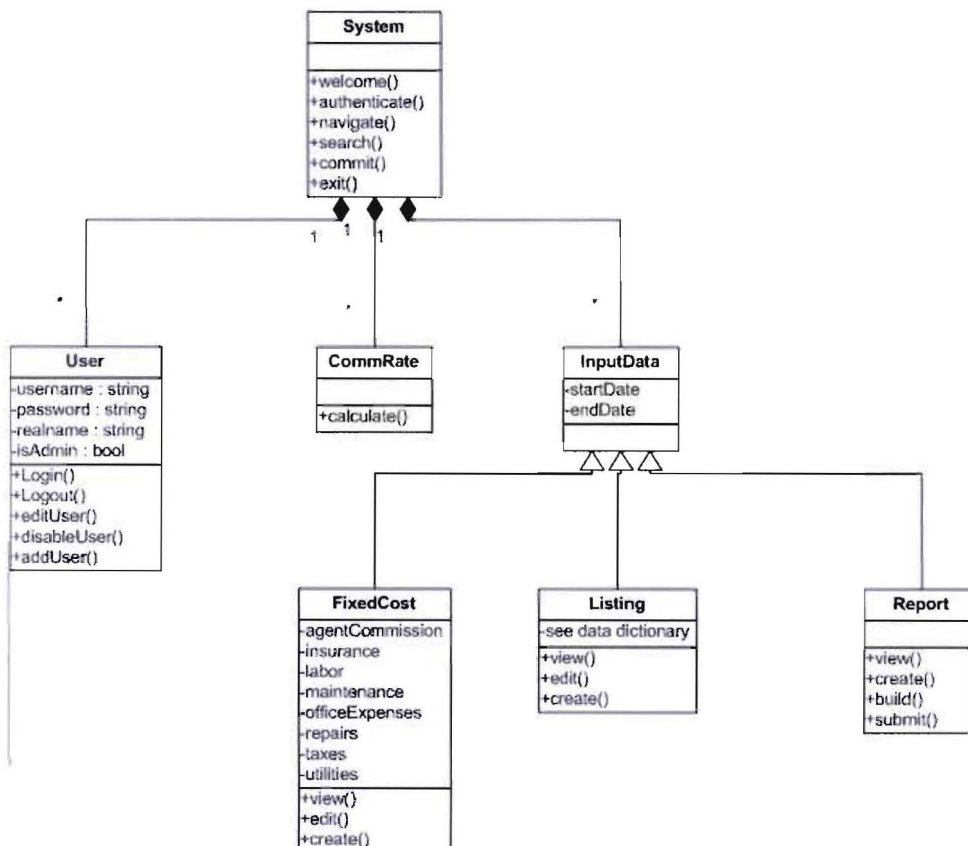 System
+welcome()
+authenticate()
+navigate()
+search()
+commit()
+exit()
1
1
1
*
*
*
User
-username : string
-password : string
-realname : string
-isAdmin : bool
+Login()
+Logout()
+editUser()
+disableUser()
+addUser()
CommRate
+calculate()
InputData
-startDate
-endDate
FixedCost
-agentCommission
-insurance
-labor
-maintenance
-officeExpenses
-repairs
-taxes
-utilities
+view()
+edit()
+create()
Listing
-see data dictionary
+view()
+edit()
+create()
Report
+view()
+create()
+build()
+submit()